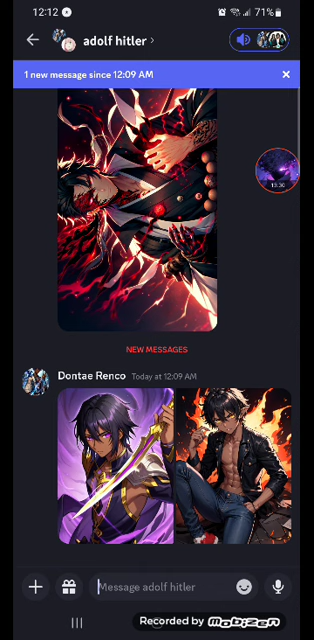 12:12
71%
adolf hitler ›
1 new message since 12:09 AM
13:30
NEW MESSAGES
Dontae Renco Today at 12:09 AM
Message adolf hitler
Recorded by Mobizen